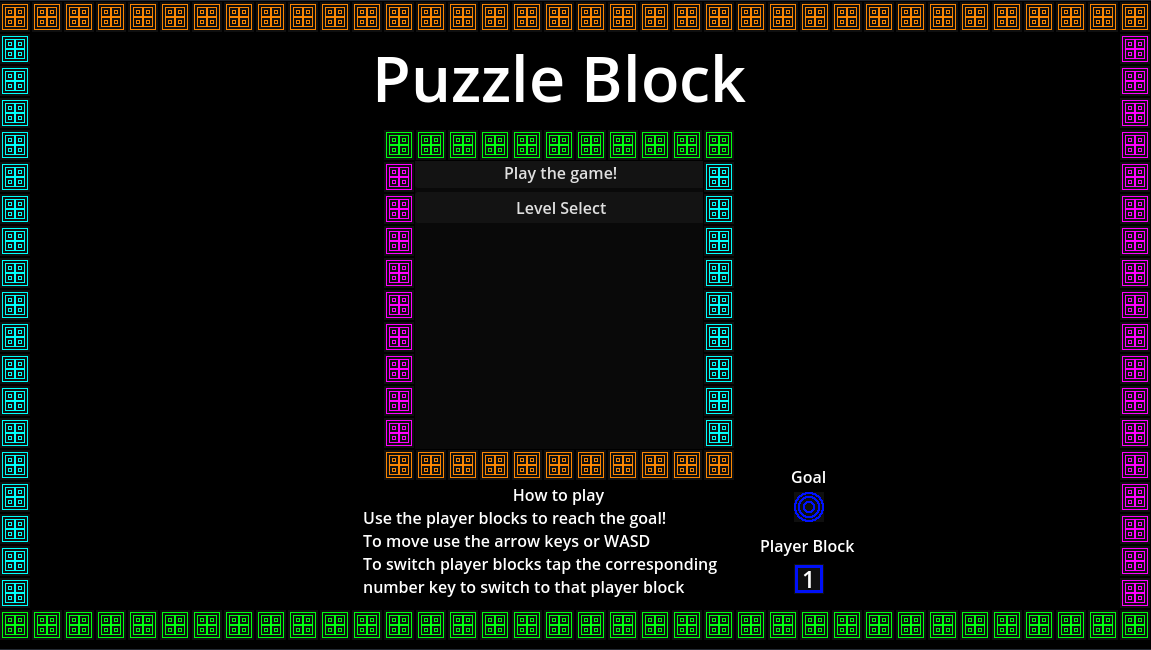 Puzzle Block
Play the game!
Level Select
How to play
Use the player blocks to reach the goal!
To move use the arrow keys or WASD
To switch player blocks tap the corresponding
number key to switch to that player block
Goal
Player Block
1